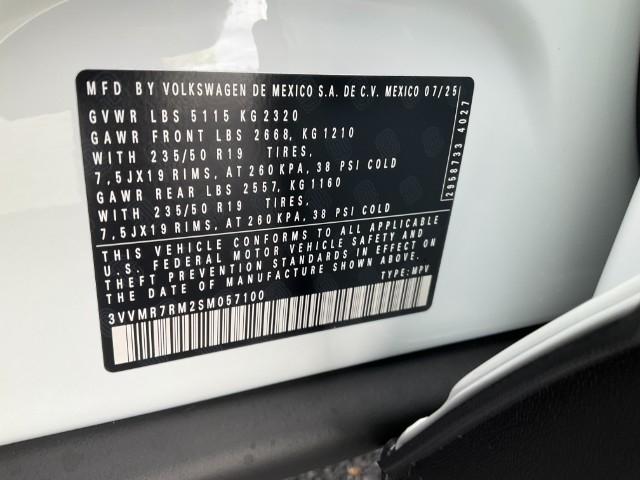 MFD BY VOLKSWAGEN DE MEXICO S.A. DE C.V. MEXICO 07/25
GVWR LBS 5115 KG 2320
GAWR FRONT LBS 2668, KG 1210
WITH 235/50 R19 TIRES,
7,5JX19 RIMS, AT 260 KPA, 38 PSI COLD
GAWR REAR LBS 2557, KG 1160
WITH 235/50 R19 TIRES,
7,5JX19 RIMS, AT 260 KPA, 38 PSI COLD
THIS VEHICLE CONFORMS TO ALL APPLICABLE
U.S. FEDERAL MOTOR VEHICLE SAFETY AND
THEFT PREVENTION STANDARDS IN EFFECT ON
THE DATE OF MANUFACTURE SHOWN ABOVE.
3VVMR7RM2SM057100 TYPE: MPV
2958733 4027